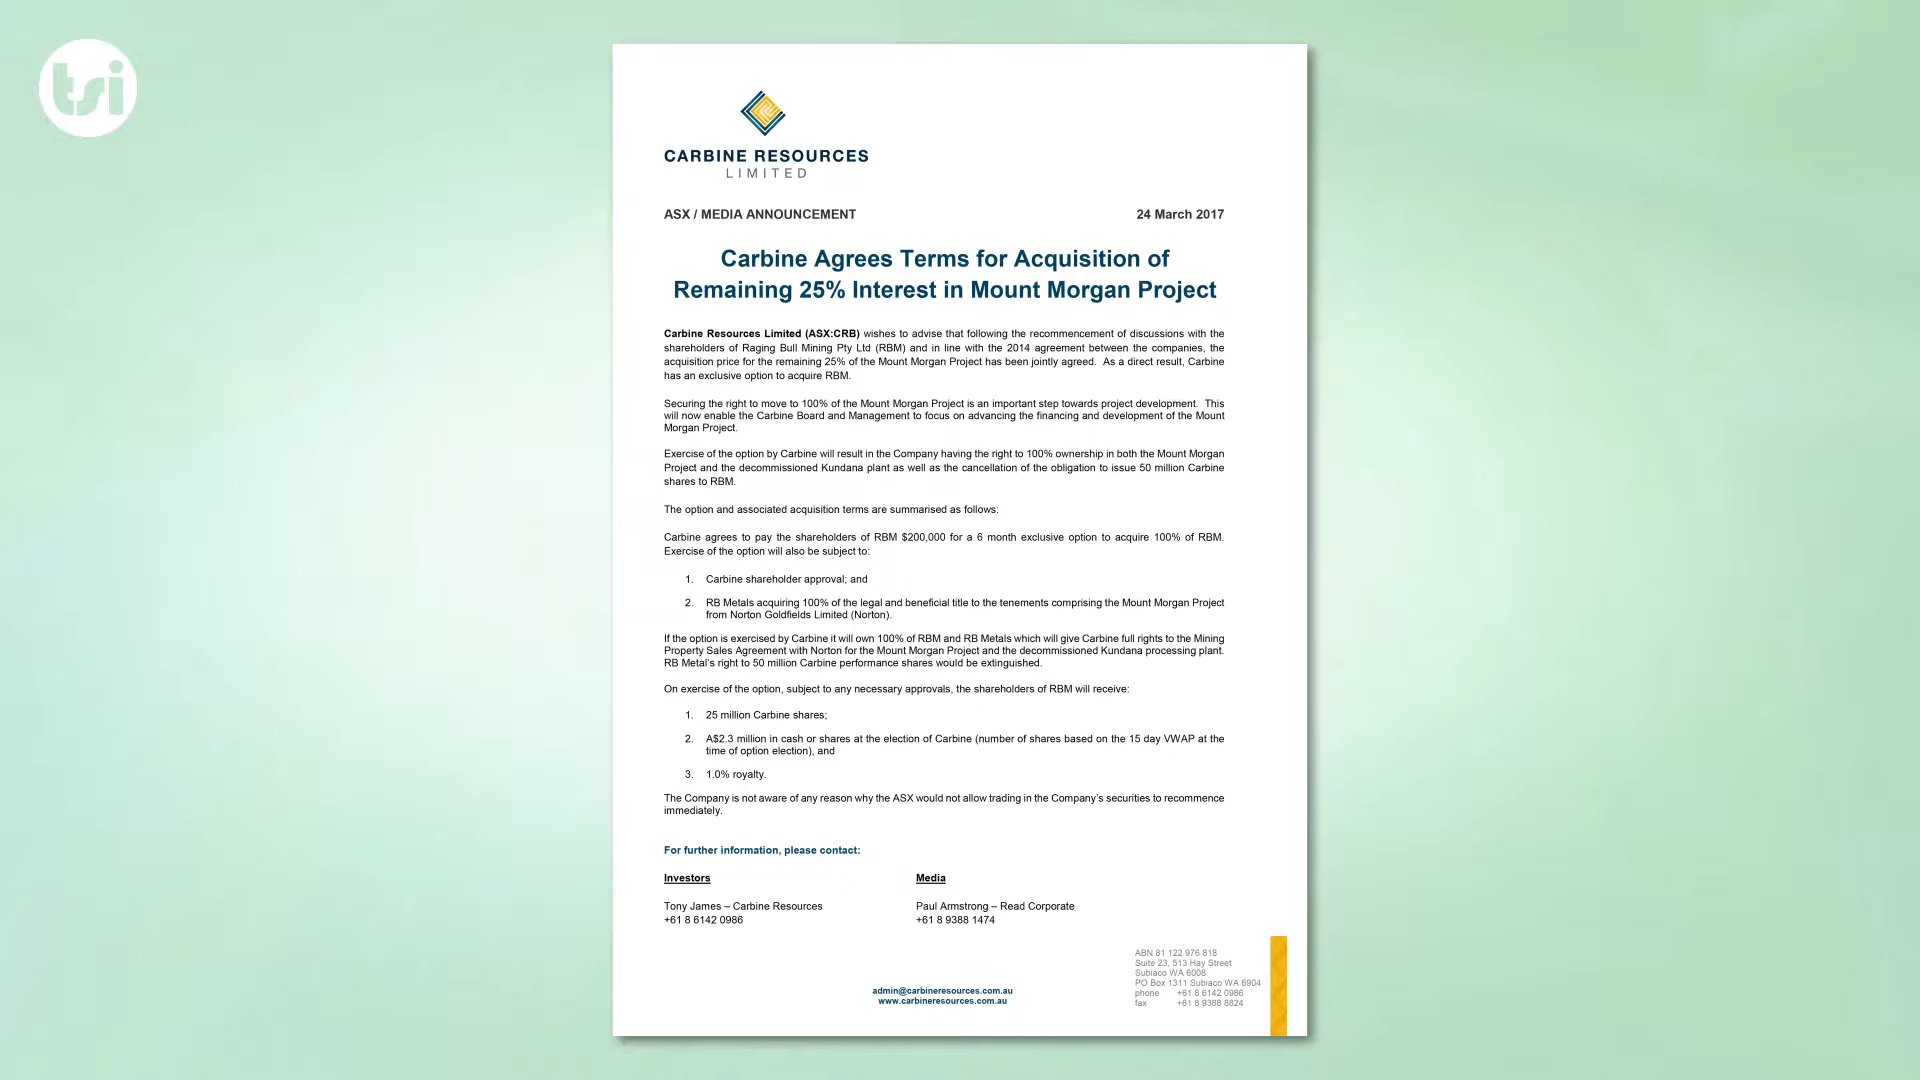 tsi
CARBINE RESOURCES
LIMITED
ASX / MEDIA ANNOUNCEMENT 24 March 2017
Carbine Agrees Terms for Acquisition of
Remaining 25% Interest in Mount Morgan Project
Carbine Resources Limited (ASX:CRB) wishes to advise that following the recommencement of discussions with the
shareholders of Raging Bull Mining Pty Ltd (RBM) and in line with the 2014 agreement between the companies, the
acquisition price for the remaining 25% of the Mount Morgan Project has been jointly agreed. As a direct result, Carbine
has an exclusive option to acquire RBM.
Securing the right to move to 100% of the Mount Morgan Project is an important step towards project development. This
will now enable the Carbine Board and Management to focus on advancing the financing and development of the Mount
Morgan Project.
Exercise of the option by Carbine will result in the Company having the right to 100% ownership in both the Mount Morgan
Project and the decommissioned Kundana plant as well as the cancellation of the obligation to issue 50 million Carbine
shares to RBM.
The option and associated acquisition terms are summarised as follows:
Carbine agrees to pay the shareholders of RBM $200,000 for a 6 month exclusive option to acquire 100% of RBM.
Exercise of the option will also be subject to:
1. Carbine shareholder approval; and
2. RB Metals acquiring 100% of the legal and beneficial title to the tenements comprising the Mount Morgan Project
from Norton Goldfields Limited (Norton).
If the option is exercised by Carbine it will own 100% of RBM and RB Metals which will give Carbine full rights to the Mining
Property Sales Agreement with Norton for the Mount Morgan Project and the decommissioned Kundana processing plant.
RB Metal's right to 50 million Carbine performance shares would be extinguished.
On exercise of the option, subject to any necessary approvals, the shareholders of RBM will receive:
1. 25 million Carbine shares;
2. A$2.3 million in cash or shares at the election of Carbine (number of shares based on the 15 day VWAP at the
time of option election), and
3. 1.0% royalty.
The Company is not aware of any reason why the ASX would not allow trading in the Company's securities to recommence
immediately.
For further information, please contact:
Investors Media
Tony James – Carbine Resources Paul Armstrong – Read Corporate
+61 8 6142 0986 +61 8 9388 1474
ABN 81 122 976 818
Suite 23, 513 Hay Street
Subiaco WA 6008
PO Box 1311 Subiaco WA 6904
phone +61 8 6142 0986
fax +61 8 9388 8824
admin@carbineresources.com.au
www.carbineresources.com.au